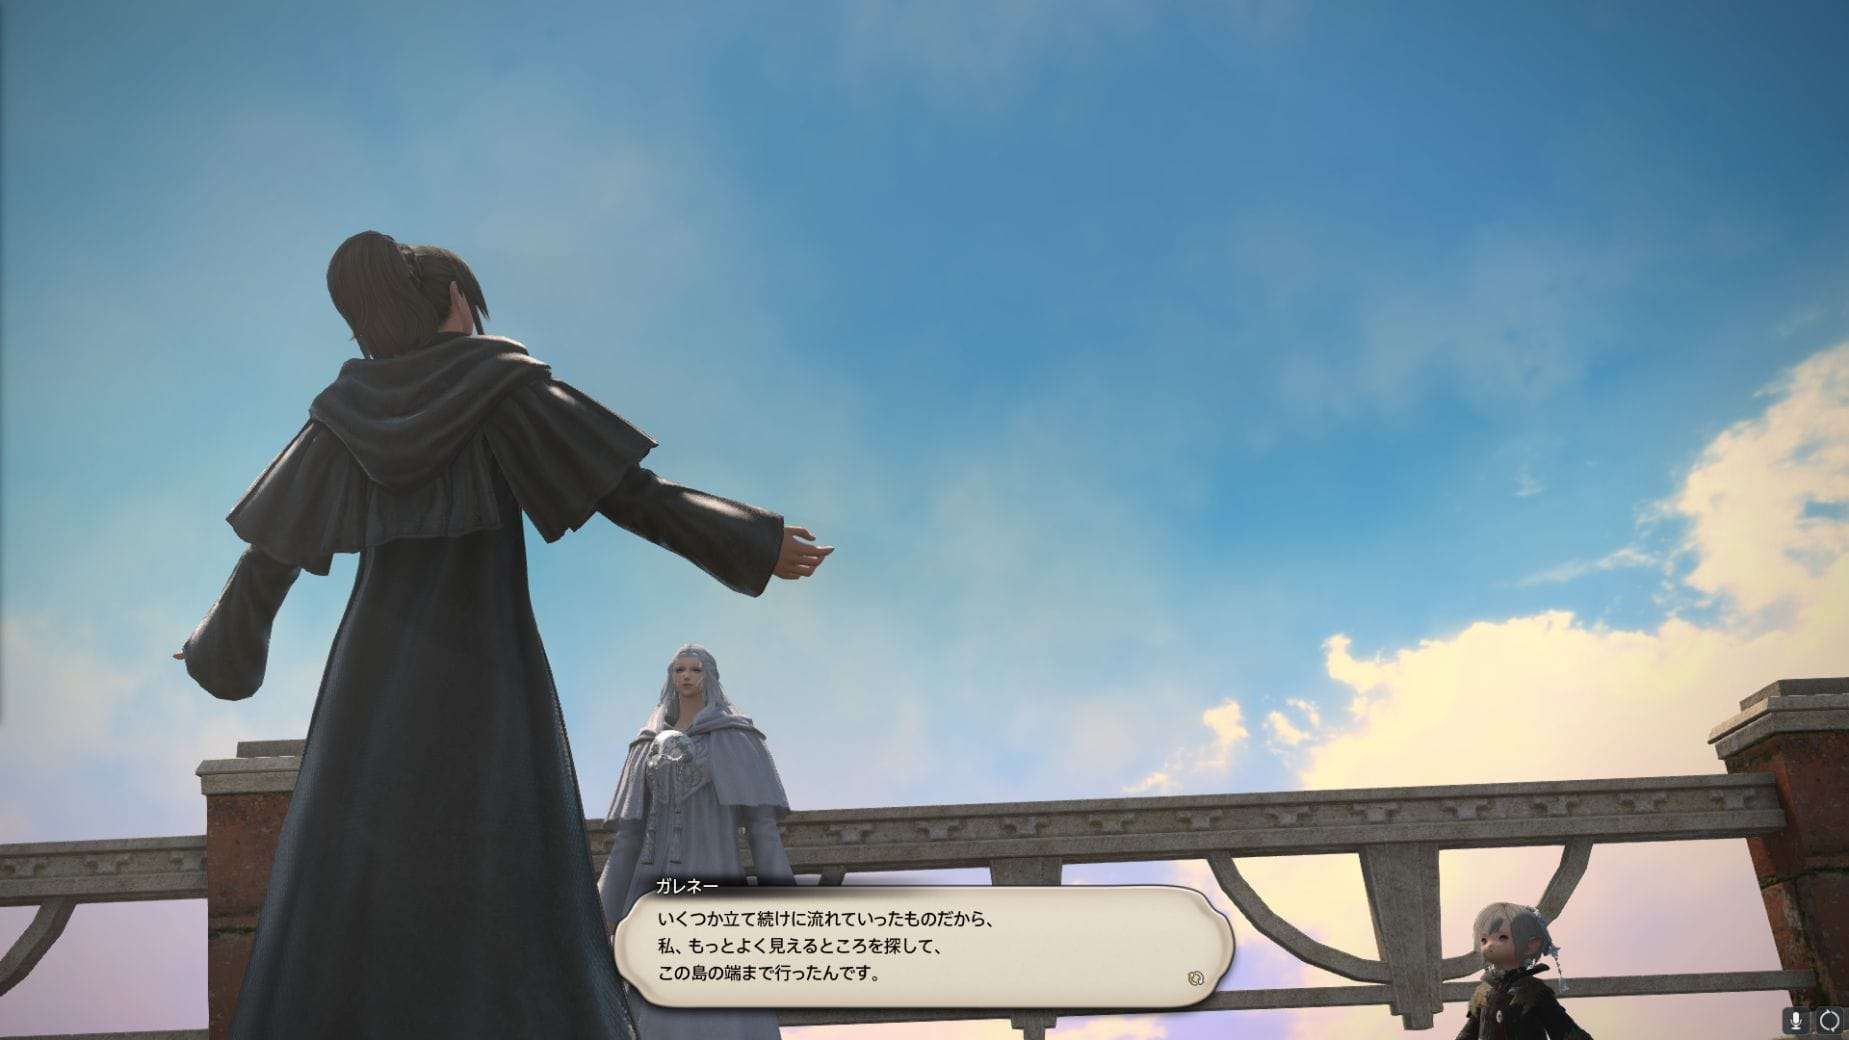 ガレネー
いくつか立て続けに流れていったものだから、
私、もっとよく見えるところを探して、
この島の端まで行ったんです。